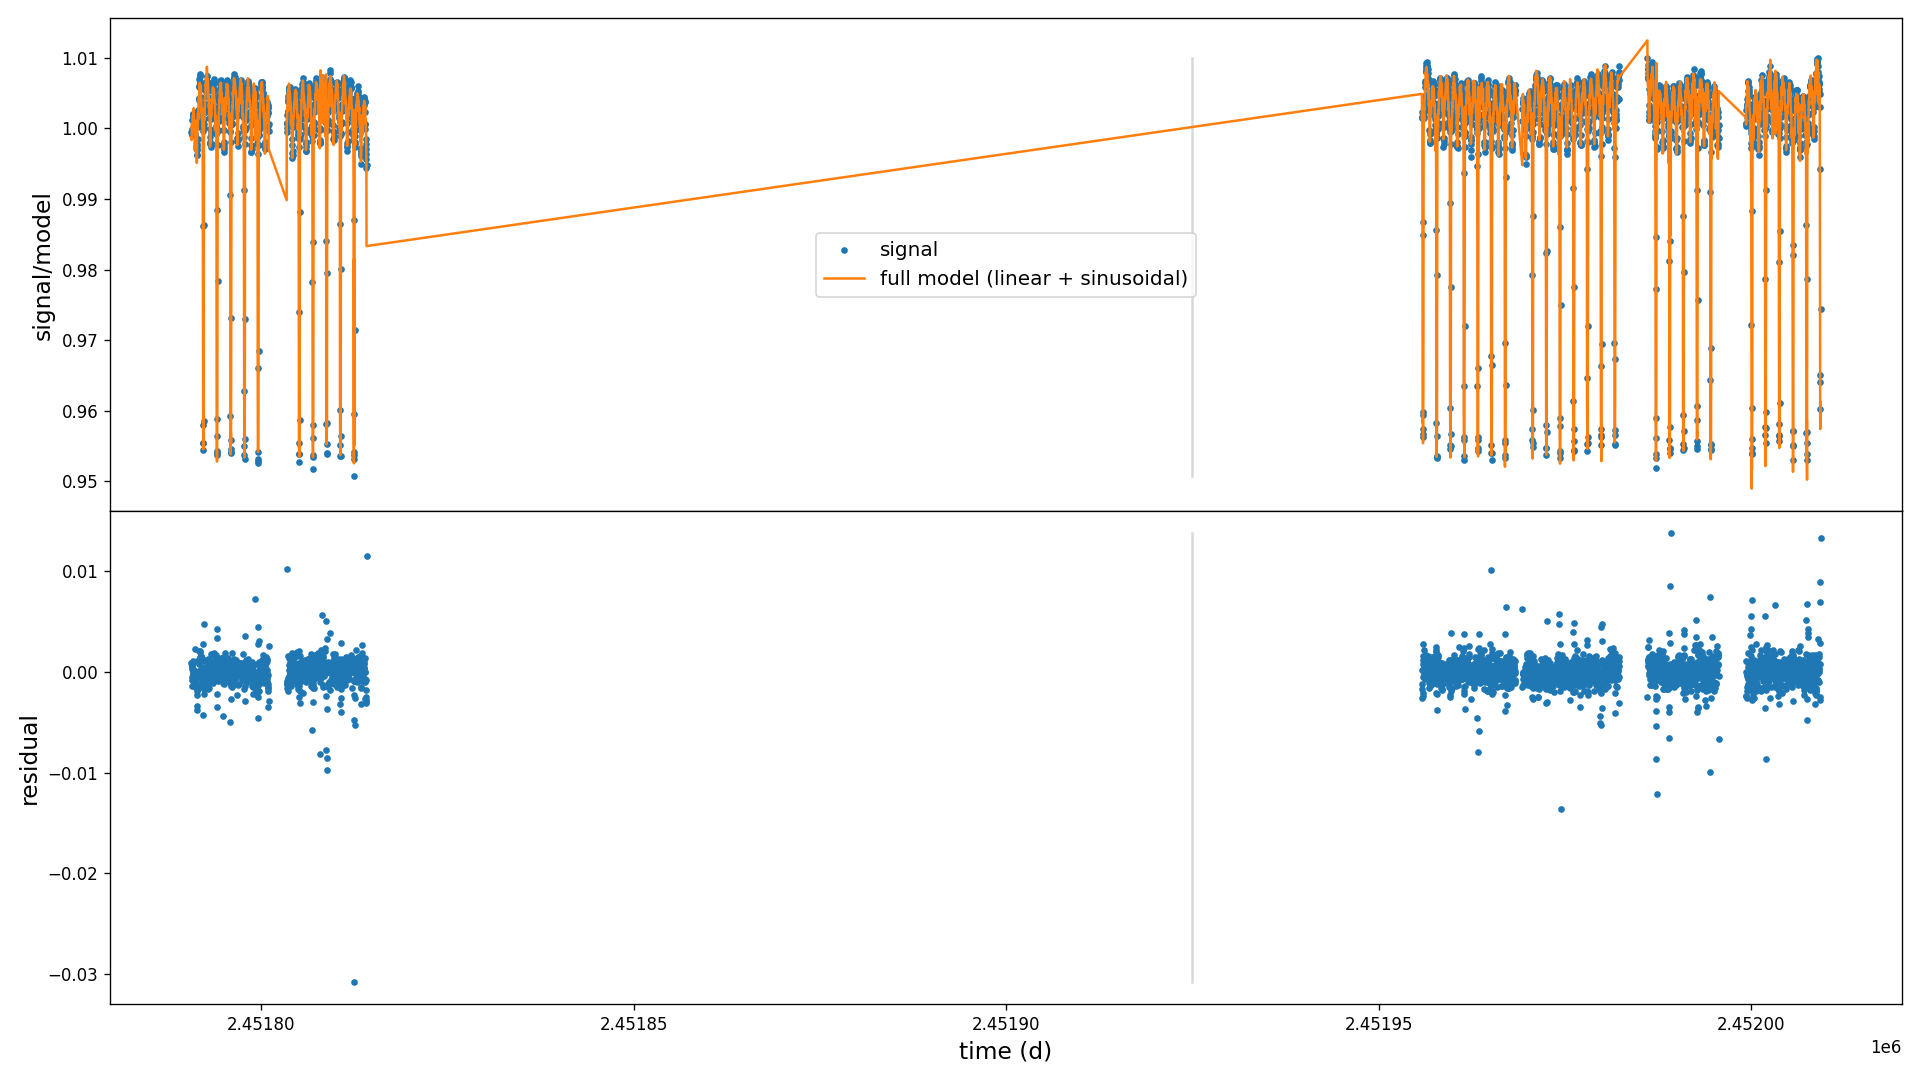 1.01
1.00
0.99
0.98
0.97
0.96
0.95
signal/model
signal
full model (linear + sinusoidal)
0.01
0.00
−0.01
−0.02
−0.03
residual
2.45180
2.45185
2.45190
2.45195
2.45200
time (d)
1e6